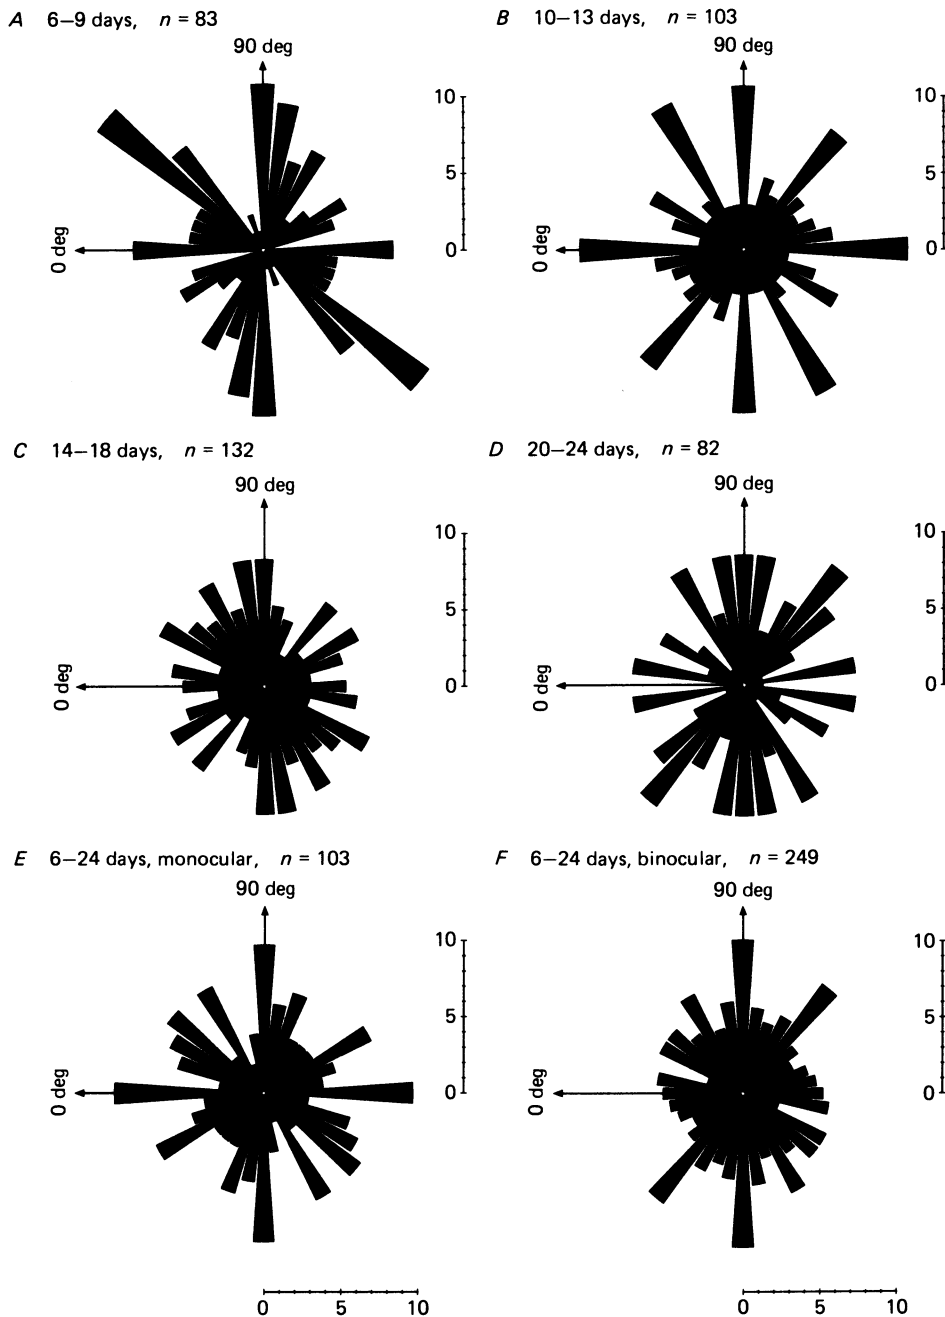 A 6–9 days, n = 83
90 deg
10
5
0
0 deg
B 10–13 days, n = 103
90 deg
10
5
0
0 deg
C 14–18 days, n = 132
90 deg
10
5
0
0 deg
D 20–24 days, n = 82
90 deg
10
5
0
0 deg
E 6–24 days, monocular, n = 103
90 deg
10
5
0
0 deg
0 5 10
F 6–24 days, binocular, n = 249
90 deg
10
5
0
0 deg
0 5 10